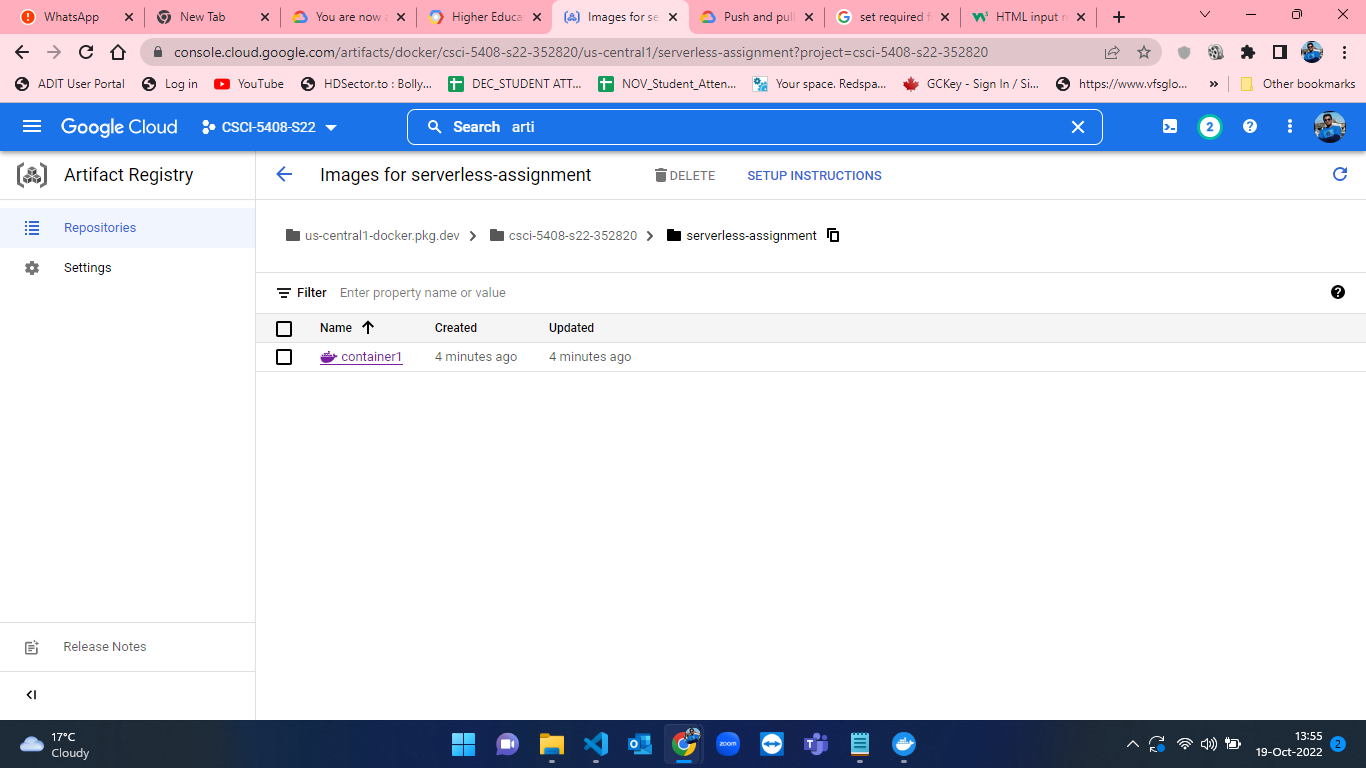 WhatsApp
New Tab
You are now a
Higher Educa
Images for se
Push and pull
set required f
HTML input r
console.cloud.google.com/artifacts/docker/csci-5408-s22-352820/us-central1/serverless-assignment?project=csci-5408-s22-352820
ADIT User Portal
Log in
YouTube
HDSector.to : Bolly...
DEC_STUDENT ATT...
NOV_Student_Atten...
Your space. Redspa...
GCKey - Sign In / Si...
https://www.vfsglo...
»
Other bookmarks
Google Cloud
CSCI-5408-S22
Search arti
2
Artifact Registry
Images for serverless-assignment
DELETE
SETUP INSTRUCTIONS
Repositories
Settings
us-central1-docker.pkg.dev
csci-5408-s22-352820
serverless-assignment
Filter Enter property name or value
Name Created Updated
container1 4 minutes ago 4 minutes ago
Release Notes
17°C
Cloudy
zoom
13:55
19-Oct-2022
2